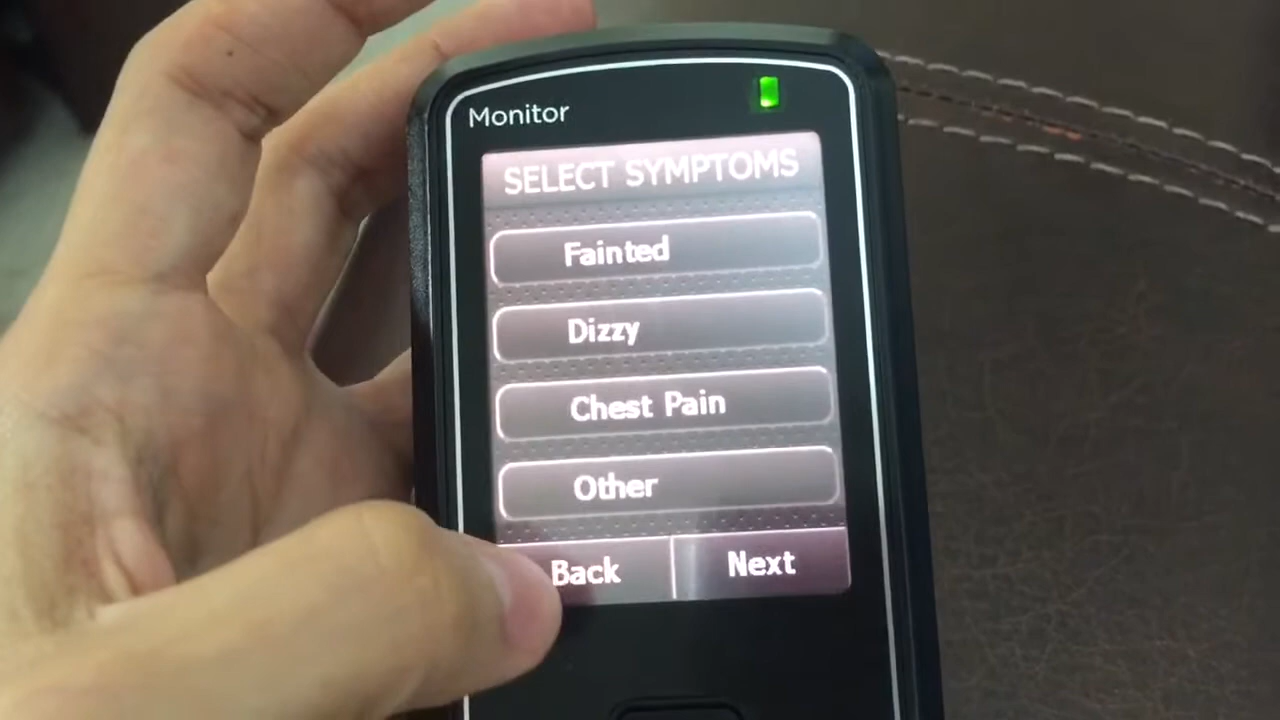 Monitor
SELECT SYMPTOMS
Fainted
Dizzy
Chest Pain
Other
Back
Next